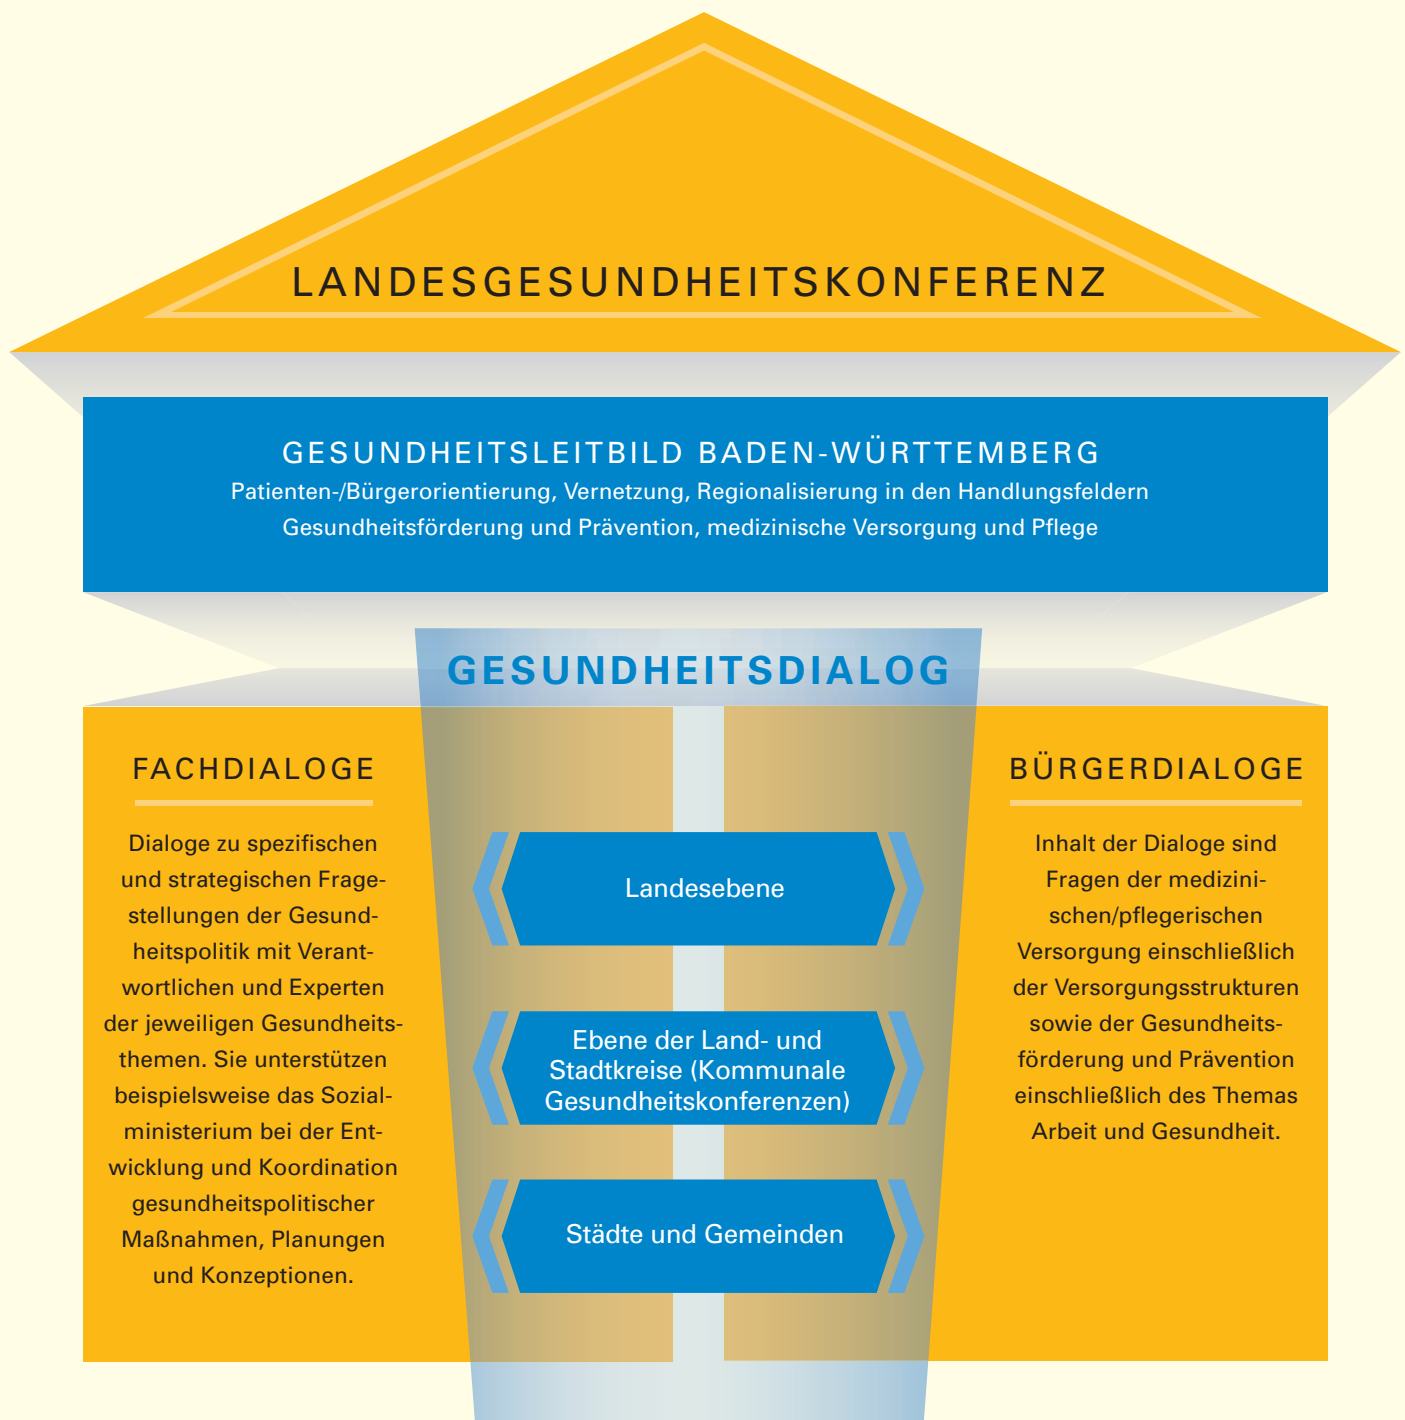 LANDESGESUNDHEITSKONFERENZ
GESUNDHEITSLEITBILD BADEN-WÜRTTEMBERG
Patienten-/Bürgerorientierung, Vernetzung, Regionalisierung in den Handlungsfeldern
Gesundheitsförderung und Prävention, medizinische Versorgung und Pflege
GESUNDHEITSDIALOG
FACHDIALOGE
Dialoge zu spezifischen
und strategischen Frage-
stellungen der Gesund-
heitspolitik mit Verant-
wortlichen und Experten
der jeweiligen Gesundheits-
themen. Sie unterstützen
beispielsweise das Sozial-
ministerium bei der Ent-
wicklung und Koordination
gesundheitspolitischer
Maßnahmen, Planungen
und Konzeptionen.
Landesebene
Ebene der Land- und
Stadtkreise (Kommunale
Gesundheitskonferenzen)
Städte und Gemeinden
BÜRGERDIALOGE
Inhalt der Dialoge sind
Fragen der medizini-
schen/pflegerischen
Versorgung einschließlich
der Versorgungsstrukturen
sowie der Gesundheits-
förderung und Prävention
einschließlich des Themas
Arbeit und Gesundheit.